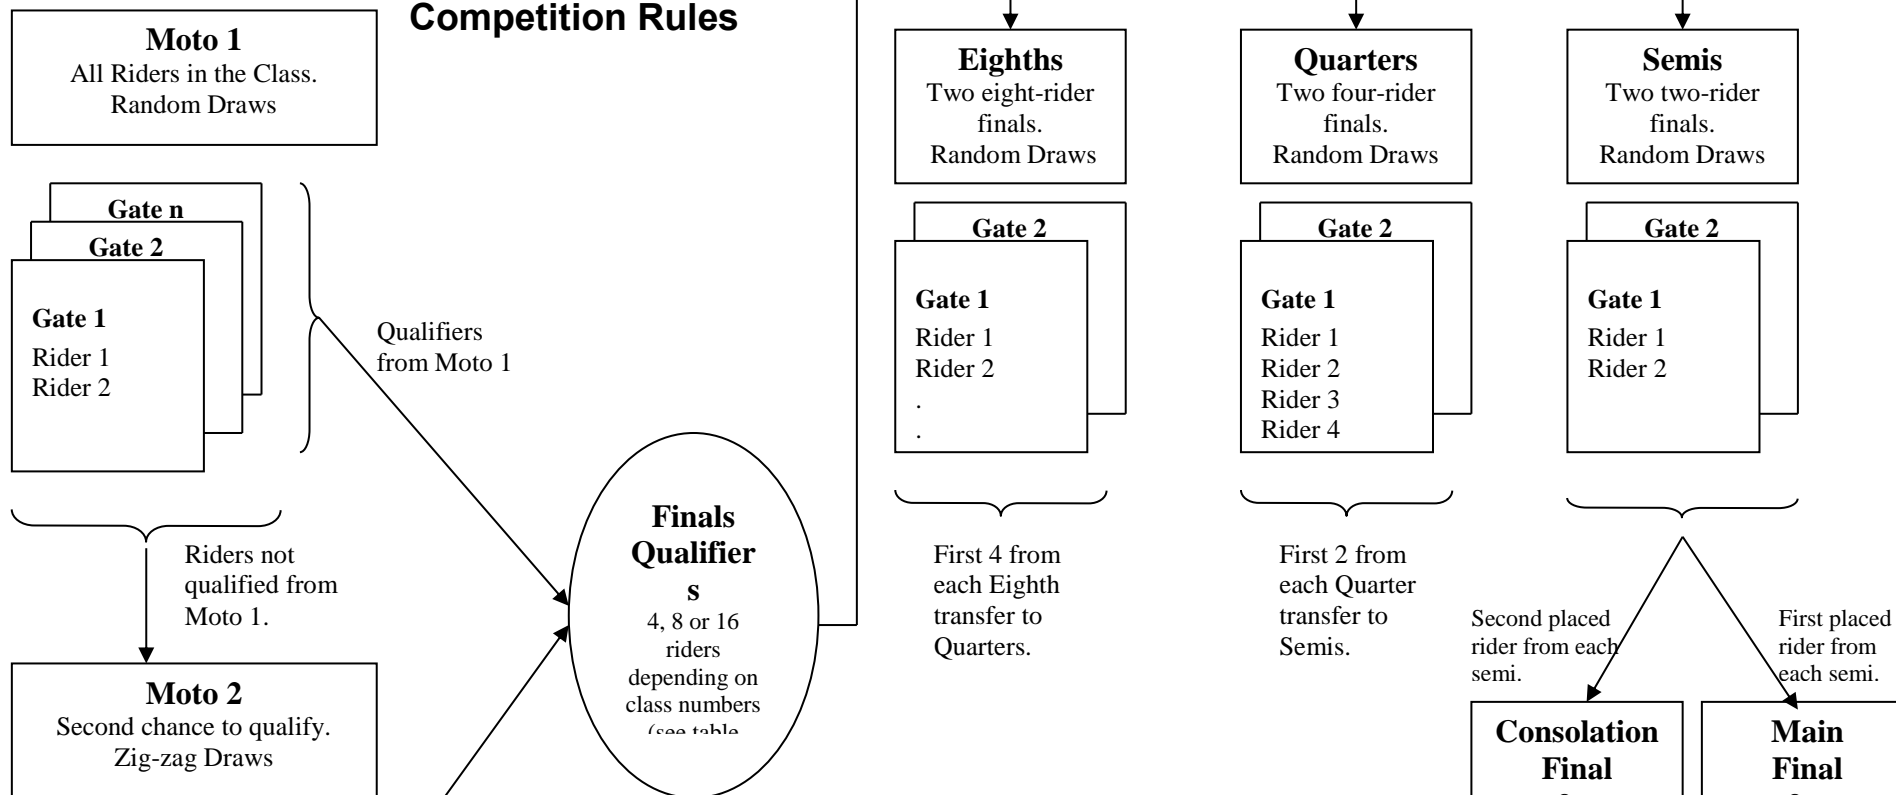 Competition Rules
Moto 1
All Riders in the Class.
Random Draws
Gate n
Gate 2
Gate 1
Rider 1
Rider 2
Qualifiers
from Moto 1
Riders not
qualified from
Moto 1.
Moto 2
Second chance to qualify.
Zig-zag Draws
Finals
Qualifier
s
4, 8 or 16
riders
depending on
class numbers
(see table
Eighths
Two eight-rider
finals.
Random Draws
Gate 2
Gate 1
Rider 1
Rider 2
.
.
First 4 from
each Eighth
transfer to
Quarters.
Quarters
Two four-rider
finals.
Random Draws
Gate 2
Gate 1
Rider 1
Rider 2
Rider 3
Rider 4
First 2 from
each Quarter
transfer to
Semis.
Semis
Two two-rider
finals.
Random Draws
Gate 2
Gate 1
Rider 1
Rider 2
Second placed
rider from each
semi.
First placed
rider from
each semi.
Consolation
Final
Main
Final